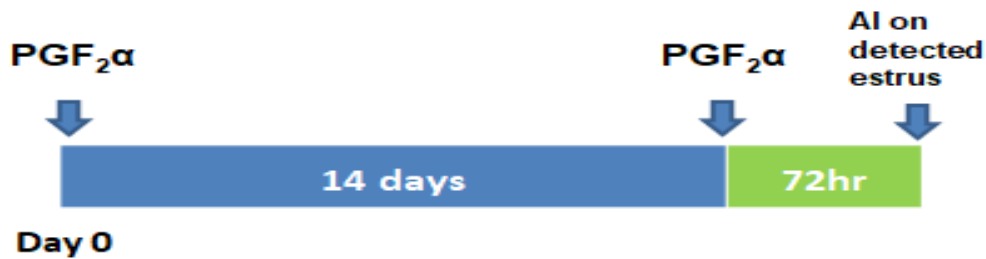 AI on
detected
estrus
PGF₂α
PGF₂α
14 days
72hr
Day 0